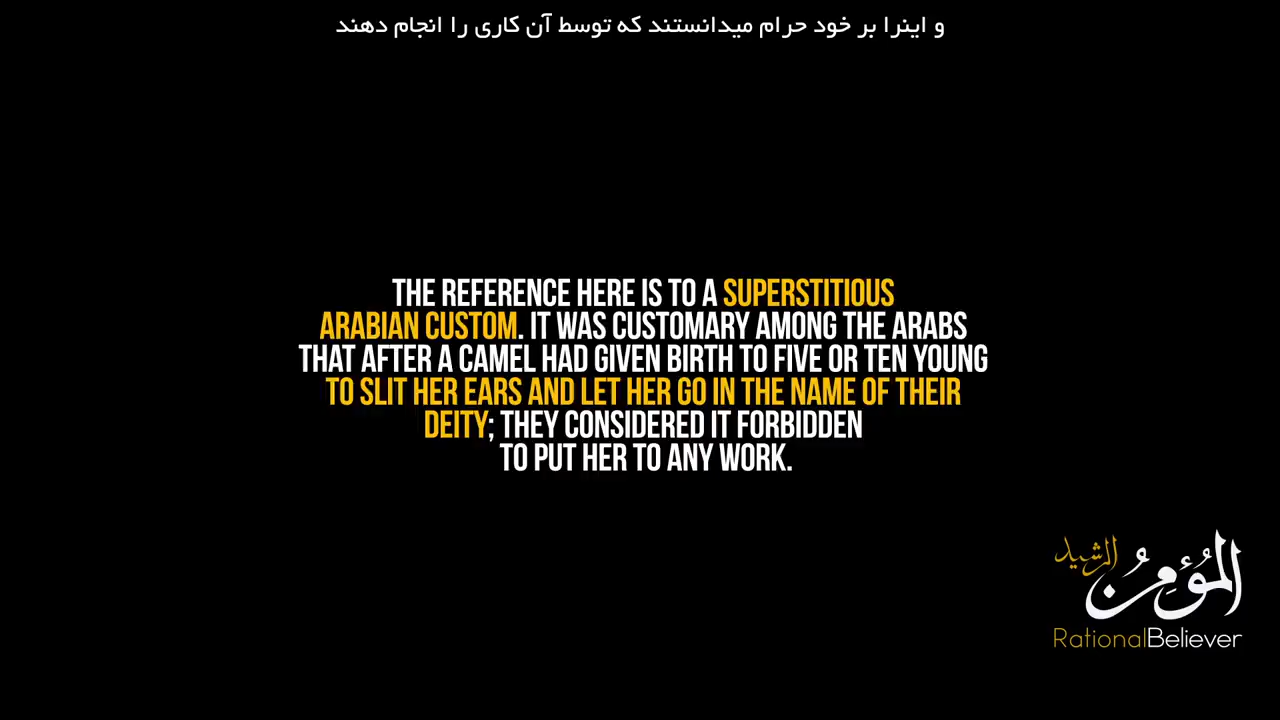 و اینرا بر خود حرام میدانستند که توسط آن کاری را انجام دهند
THE REFERENCE HERE IS TO A SUPERSTITIOUS
ARABIAN CUSTOM. IT WAS CUSTOMARY AMONG THE ARABS
THAT AFTER A CAMEL HAD GIVEN BIRTH TO FIVE OR TEN YOUNG
TO SLIT HER EARS AND LET HER GO IN THE NAME OF THEIR
DEITY; THEY CONSIDERED IT FORBIDDEN
TO PUT HER TO ANY WORK.
المُؤمِنُ الرشيد
RationalBeliever